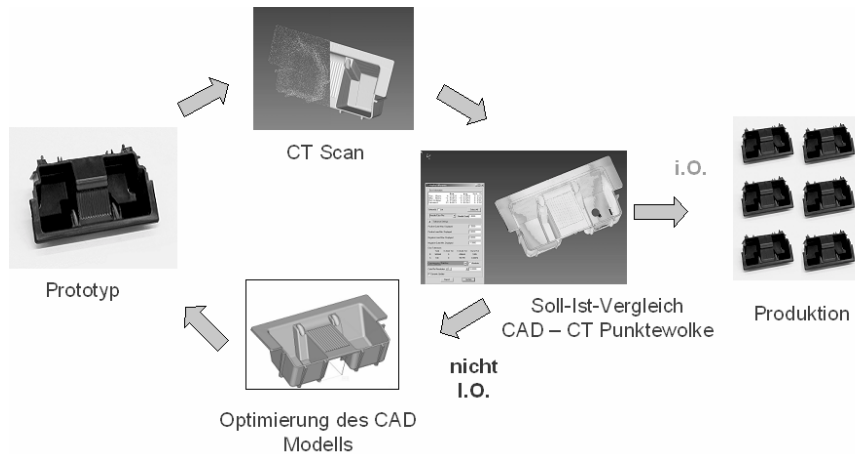 CT Scan
i.O.
Prototyp
Soll-Ist-Vergleich
CAD – CT Punktewolke
Produktion
nicht
I.O.
Optimierung des CAD
Modells